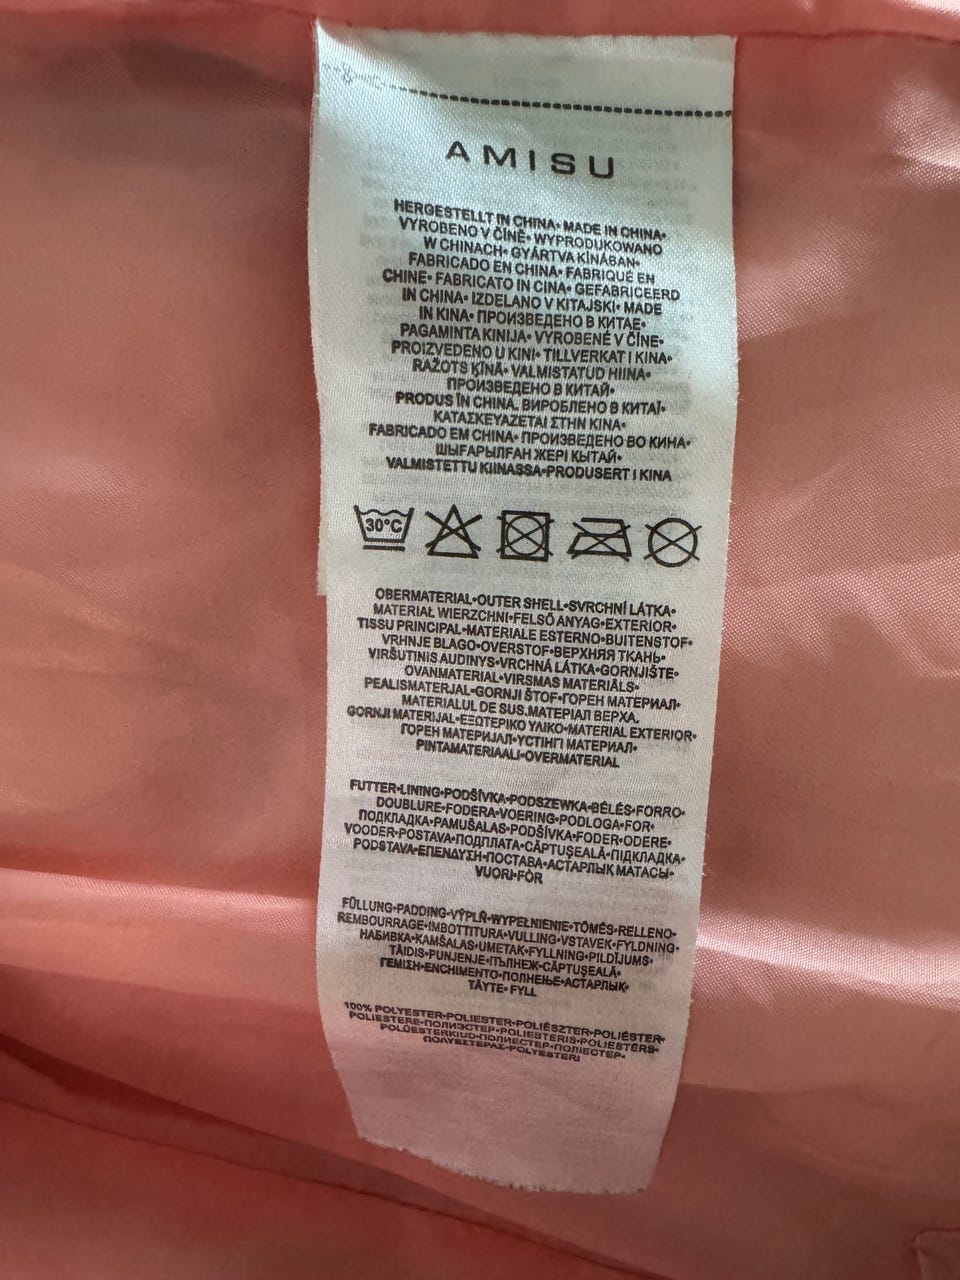 AMISU
HERGESTELLT IN CHINA• MADE IN CHINA•
VYROBENO V ČÍNĚ• WYPRODUKOWANO
W CHINACH• GYÁRTVA KÍNÁBAN•
FABRICADO EN CHINA• FABRIQUÉ EN
CHINE• FABRICATO IN CINA• GEFABRICEERD
IN CHINA• IZDELANO V KITAJSKI• MADE
IN KINA• ПРОИЗВЕДЕНО В КИТАЕ•
PAGAMINTA KINIJA• VYROBENÉ V ČÍNE•
PROIZVEDENO U KINI• TILLVERKAT I KINA•
RAŽOTS ĶĪNĀ• VALMISTATUD HIINA•
ПРОИЗВЕДЕНО В КИТАЙ•
PRODUS ÎN CHINA. ВИРОБЛЕНО В КИТАЇ•
ΚΑΤΑΣΚΕΥΑΖΕΤΑΙ ΣΤΗΝ ΚΙΝΑ•
FABRICADO EM CHINA• ПРОИЗВЕДЕНО ВО КИНА•
ШЫҒАРЫЛҒАН ЖЕРІ ҚЫТАЙ•
VALMISTETTU KIINASSA•PRODUSERT I KINA
30°C
OBERMATERIAL•OUTER SHELL•SVRCHNÍ LÁTKA•
MATERIAŁ WIERZCHNI•FELSŐ ANYAG•EXTERIOR•
TISSU PRINCIPAL•MATERIALE ESTERNO•BUITENSTOF•
VRHNJE BLAGO•OVERSTOF•ВЕРХНЯЯ ТКАНЬ•
VIRŠUTINIS AUDINYS•VRCHNÁ LÁTKA•GORNJIŠTE•
OVANMATERIAL•VIRSMAS MATERIĀLS•
PEALISMATERJAL•GORNJI ŠTOF•ГОРЕН МАТЕРИАЛ•
MATERIALUL DE SUS.МАТЕРІАЛ ВЕРХА.
GORNJI MATERIJAL•ΕΞΩΤΕΡΙΚΟ ΥΛΙΚΟ•MATERIAL EXTERIOR•
ГОРЕН МАТЕРИЈАЛ•ҮСТІҢГІ МАТЕРИАЛ•
PINTAMATERIAALI•OVERMATERIAL
FUTTER•LINING•PODŠÍVKA•PODSZEWKA•BÉLÉS•FORRO•
DOUBLURE•FODERA•VOERING•PODLOGA•FOR•
ПОДКЛАДКА•PAMUŠALAS•PODŠÍVKA•FODER•ODERE•
VOODER•POSTAVA•ПОДПЛАТА•CĂPTUŞEALĂ•ПІДКЛАДКА•
PODSTAVA•ΕΠΕΝΔΥΣΗ•ПОСТАВА•АСТАРЛЫҚ МАТАСЫ•
VUORI•FÔR
FÜLLUNG•PADDING•VÝPLŇ•WYPEŁNIENIE•TÖMÉS•RELLENO•
REMBOURRAGE•IMBOTTITURA•VULLING•VSTAVEK•FYLDNING•
НАБИВКА•KAMŠALAS•UMETAK•FYLLNING•PILDĪJUMS•
TÄIDIS•PUNJENJE•ПЪЛНЕЖ•CĂPTUŞEALĂ•
ΓΕΜΙΣΗ•ENCHIMENTO•ПОЛНЕЊЕ•АСТАРЛЫҚ•
TÄYTE•FYLL
100% POLYESTER•POLIESTER•POLIÉSZTER•POLIÉSTER•
POLIESTERE•ПОЛИЭСТЕР•POLIESTERIS•POLIESTERS•
POLÜESTERKIUD•ПОЛИЕСТЕР•ПОЛІЕСТЕР•
ΠΟΛΥΕΣΤΕΡΑΣ•POLYESTERI